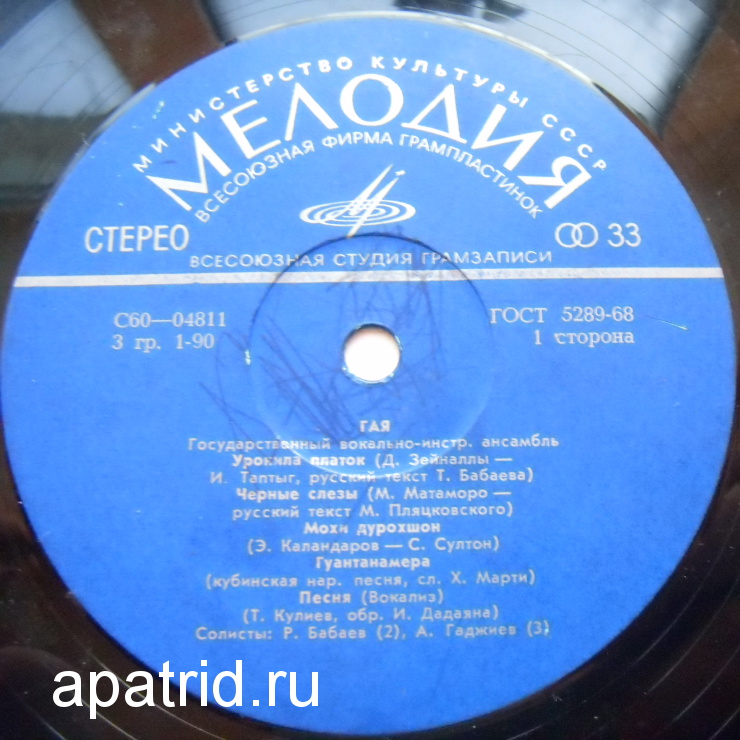 МИНИСТЕРСТВО КУЛЬТУРЫ СССР
МЕЛОДИЯ
ВСЕСОЮЗНАЯ ФИРМА ГРАМПЛАСТИНОК
СТЕРЕО
33
ВСЕСОЮЗНАЯ СТУДИЯ ГРАМЗАПИСИ
С60—04811
ГОСТ 5289-68
3 гр. 1-90
1 сторона
ГАЯ
Государственный вокально-инстр. ансамбль
Уронила платок (Д. Зейналлы —
И. Таптыг, русский текст Т. Бабаева)
Черные слезы (М. Матаморо —
русский текст М. Пляцковского)
Мохи дурохшон
(Э. Каландаров — С. Султон)
Гуантанамера
(кубинская нар. песня, сл. Х. Марти)
Песня (Вокализ)
(Т. Кулиев, обр. И. Дадаяна)
Солисты: Р. Бабаев (2), А. Гаджиев (3)
apatrid.ru